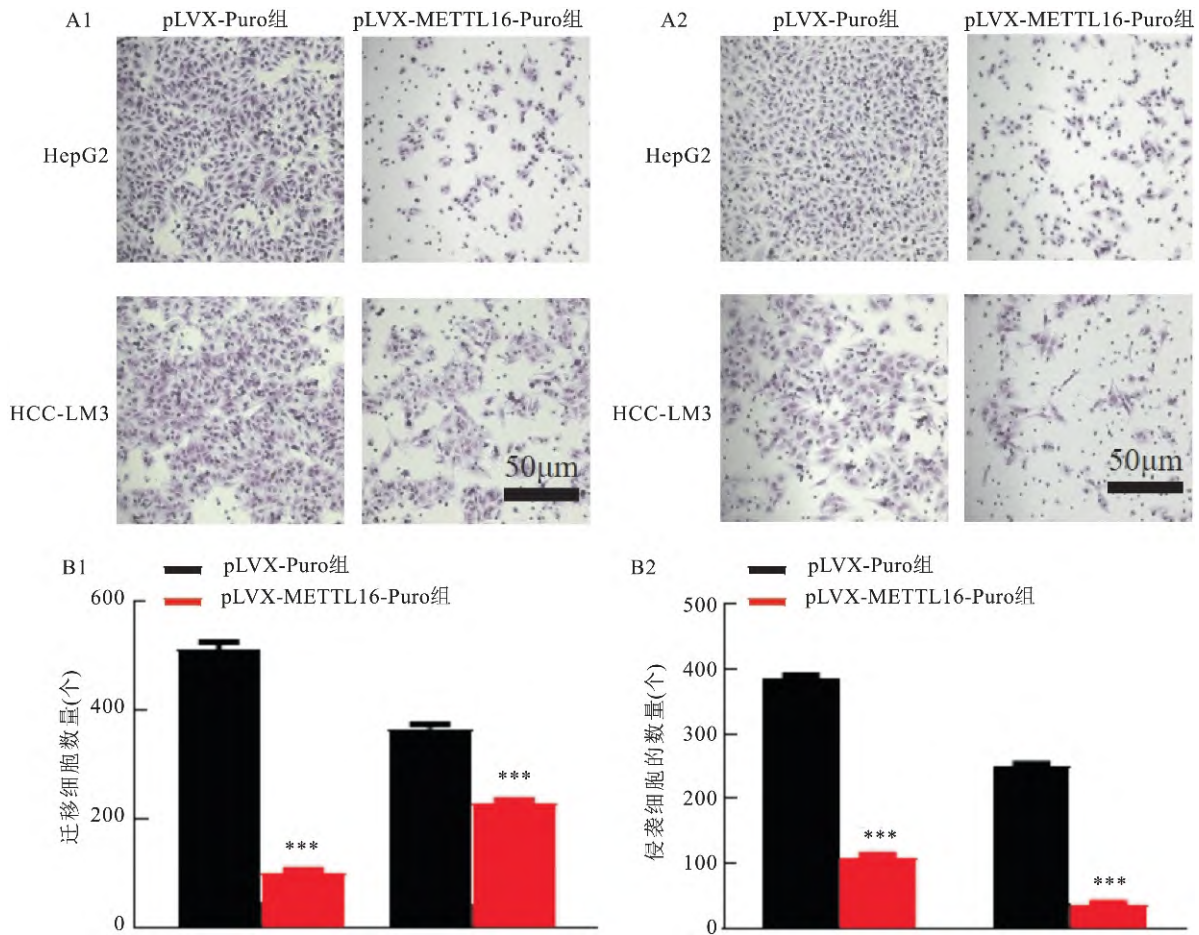 A1
pLVX-Puro组
pLVX-METTL16-Puro组
HepG2
HCC-LM3
50μm
A2
pLVX-Puro组
pLVX-METTL16-Puro组
HepG2
HCC-LM3
50μm
B1
pLVX-Puro组
pLVX-METTL16-Puro组
迁移细胞数量(个)
600
400
200
0
***
***
B2
pLVX-Puro组
pLVX-METTL16-Puro组
侵袭细胞的数量(个)
500
400
300
200
100
0
***
***